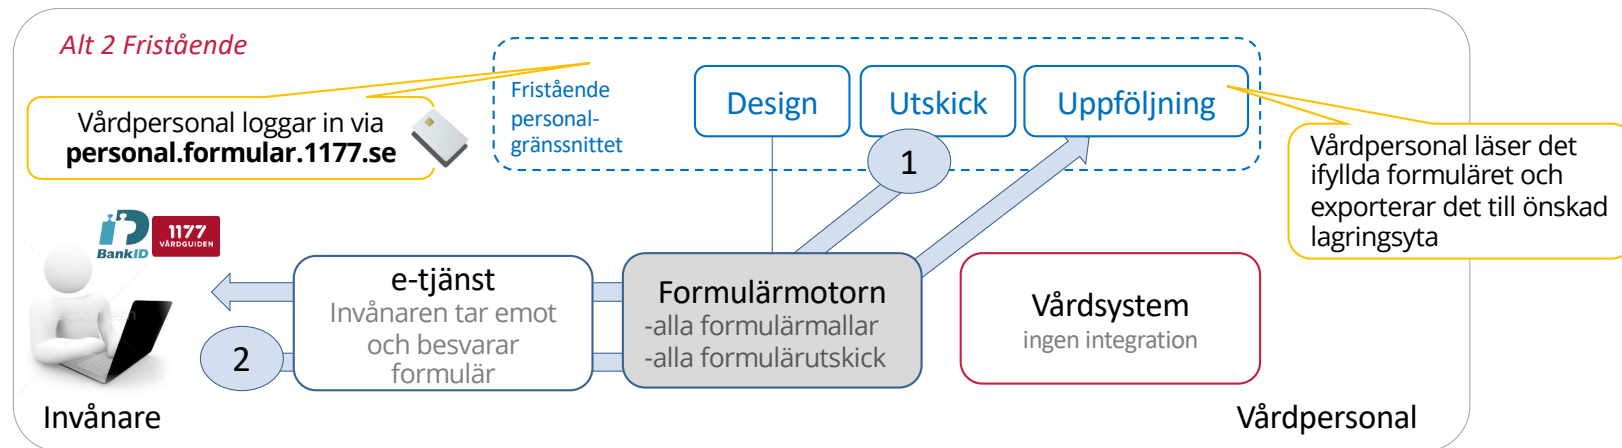 Alt 2 Fristående
Vårdpersonal loggar in via
personal.formular.1177.se
Fristående
personal-
gränssnittet
Design
Utskick
Uppföljning
1
Vårdpersonal läser det
ifyllda formuläret och
exporterar det till önskad
lagringsyta
BankID
1177
VÅRDGUIDEN
e-tjänst
Invånaren tar emot
och besvarar
formulär
2
Formulärmotorn
-alla formulärmallar
-alla formulärutskick
Vårdsystem
ingen integration
Invånare
Vårdpersonal